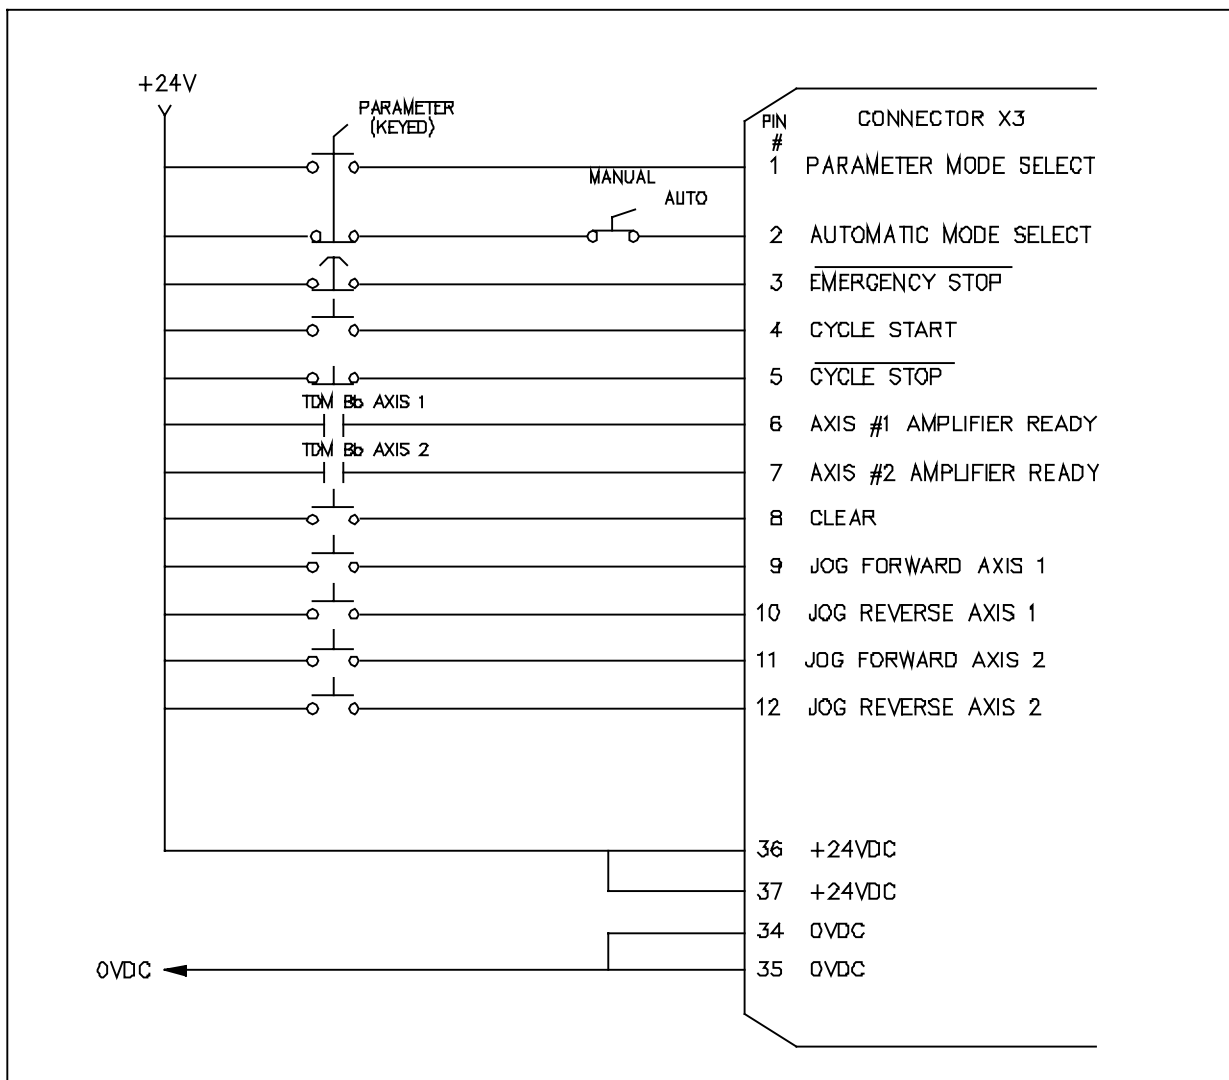 +24V
PARAMETER
(KEYED)
CONNECTOR X3
PIN
#
1 PARAMETER MODE SELECT
MANUAL
AUTO
2 AUTOMATIC MODE SELECT
3 EMERGENCY STOP
4 CYCLE START
5 CYCLE STOP
TDM Bb AXIS 1
6 AXIS #1 AMPLIFIER READY
TDM Bb AXIS 2
7 AXIS #2 AMPLIFIER READY
8 CLEAR
9 JOG FORWARD AXIS 1
10 JOG REVERSE AXIS 1
11 JOG FORWARD AXIS 2
12 JOG REVERSE AXIS 2
36 +24VDC
37 +24VDC
34 0VDC
0VDC
35 0VDC